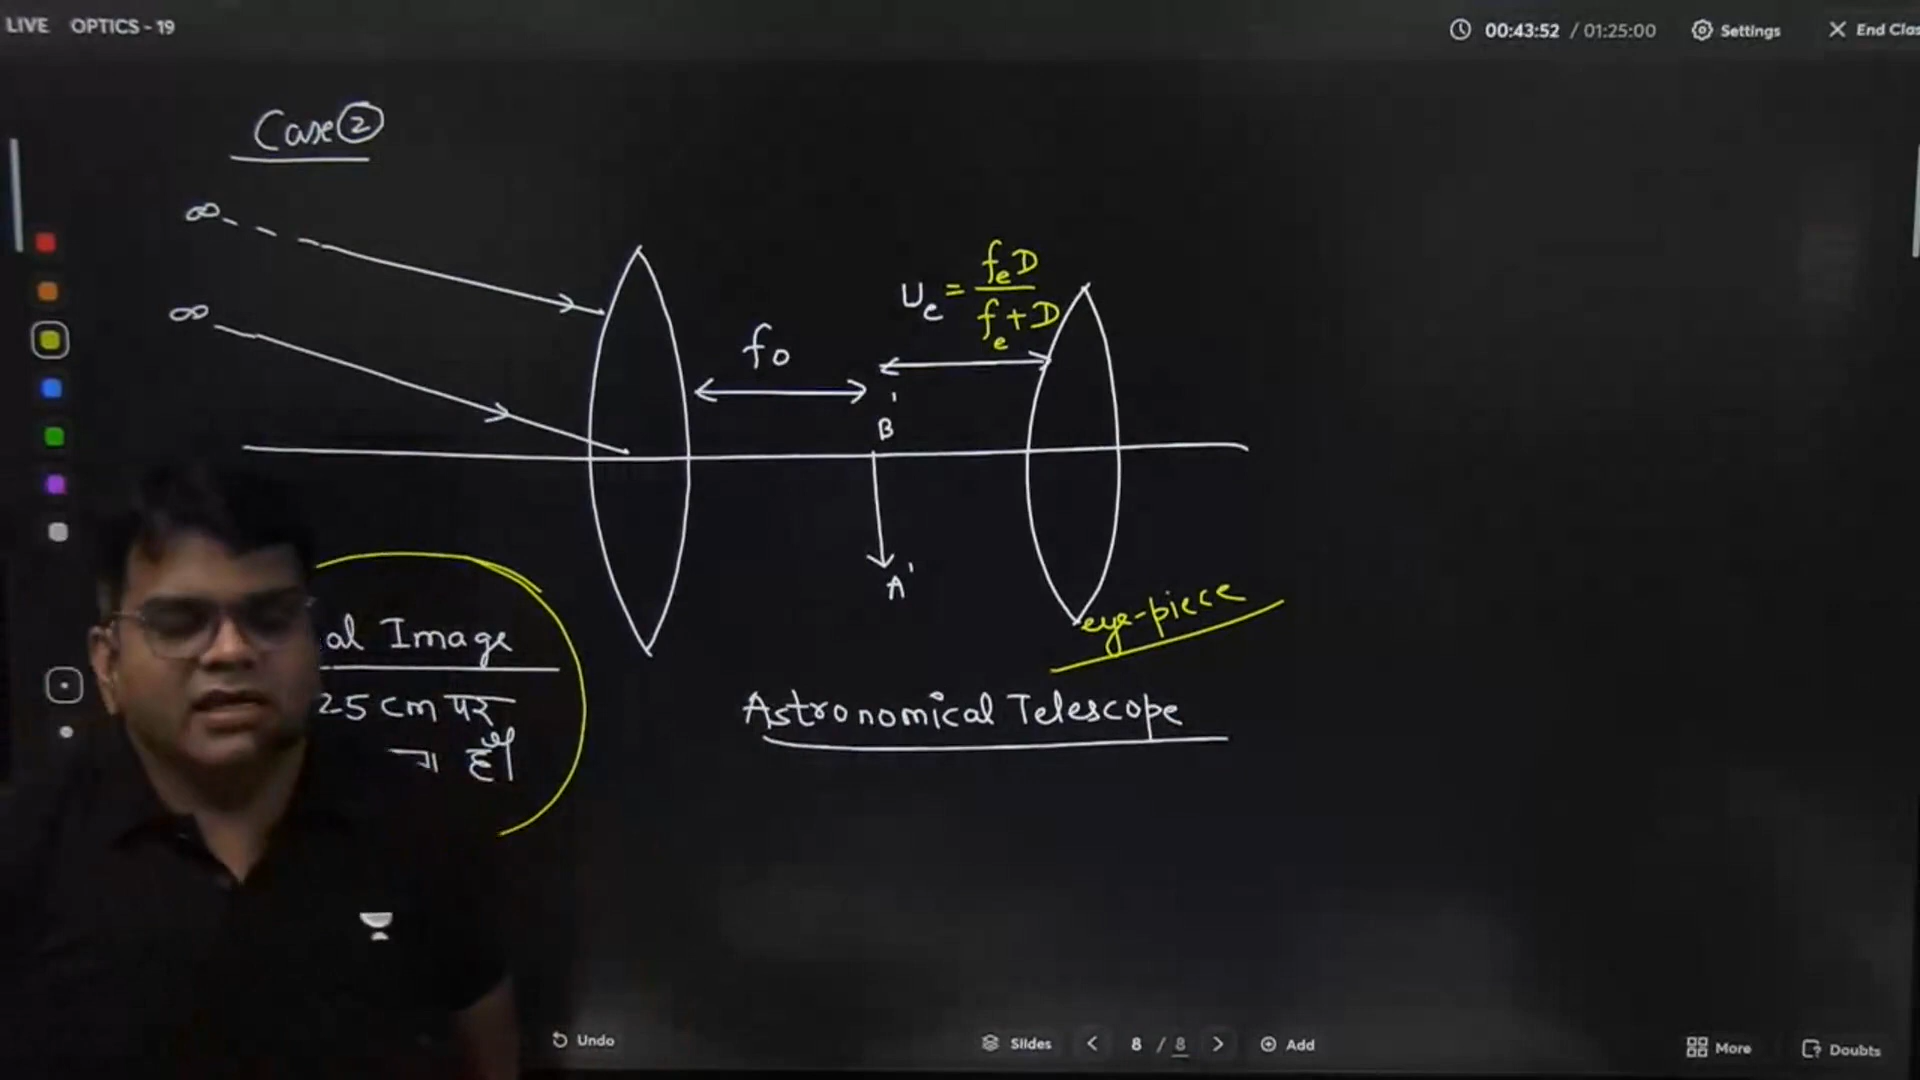 LIVE OPTICS - 19
00:43:52 / 01:25:00 Settings End Clas
Case ②
∞
∞
fo
Ue = feD / fe + D
B'
A'
eye-piece
al Image
25 cm पर
Astronomical Telescope
Undo
Slides 8 / 8 Add
More Doubts